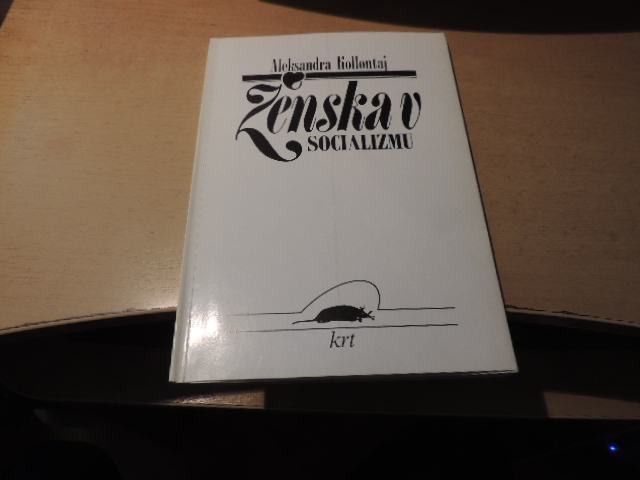 Aleksandra Kollontaj
Ženska v
SOCIALIZMU
krt